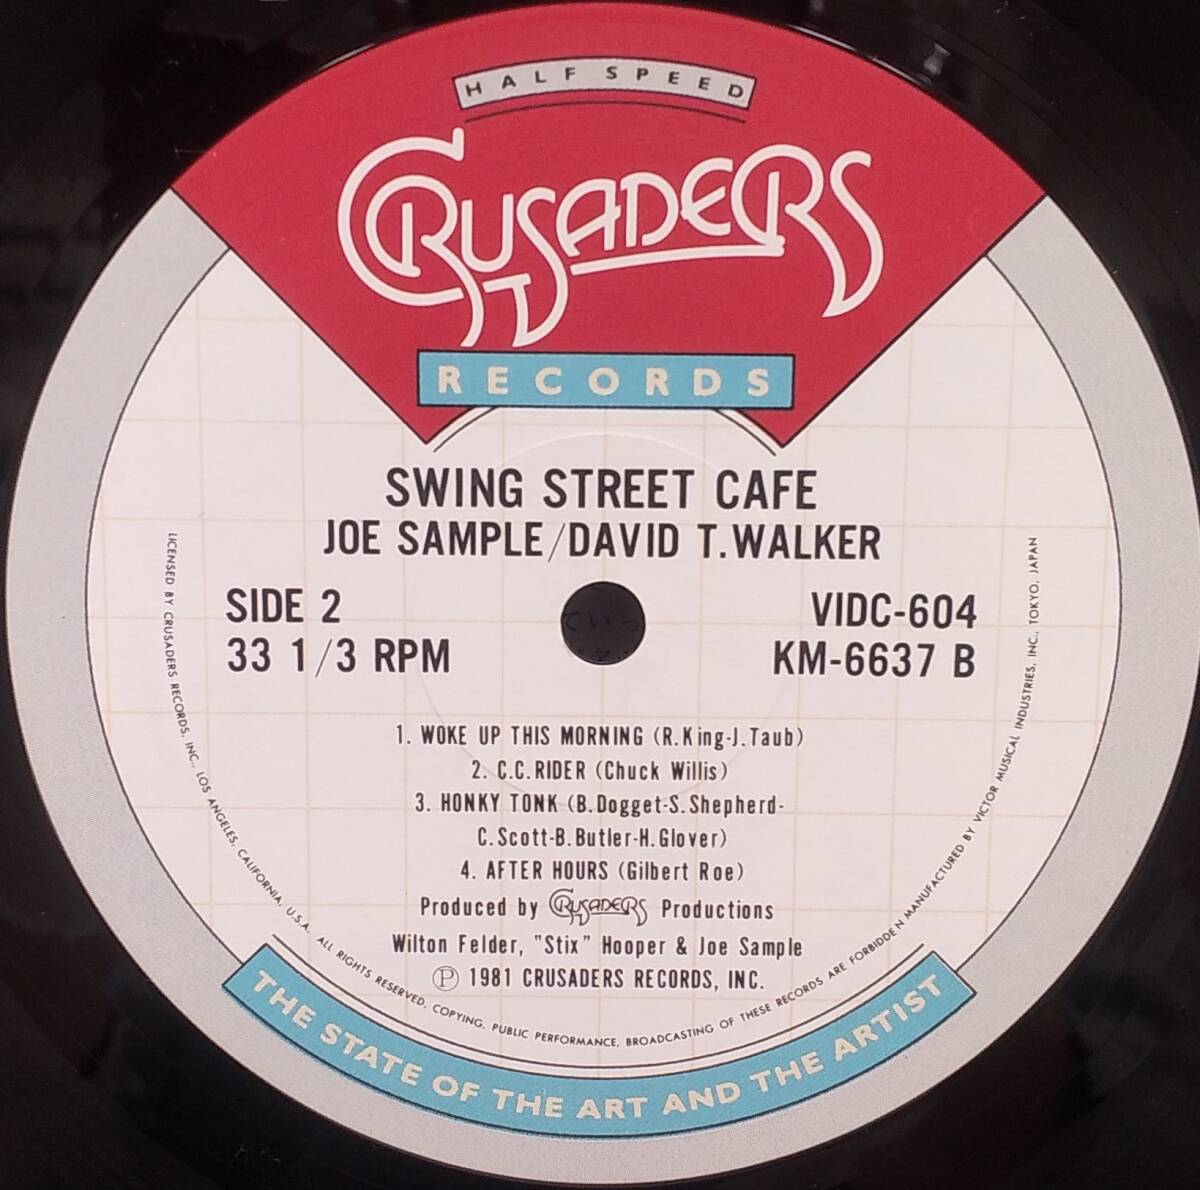 HALF SPEED
CRUSADERS
RECORDS
SWING STREET CAFE
JOE SAMPLE/DAVID T.WALKER
SIDE 2
33 1/3 RPM
VIDC-604
KM-6637 B
1. WOKE UP THIS MORNING (R.King-J.Taub)
2. C.C.RIDER (Chuck Willis)
3. HONKY TONK (B.Dogget-S.Shepherd-
C.Scott-B.Butler-H.Glover)
4. AFTER HOURS (Gilbert Roe)
Produced by CRUSADERS Productions
Wilton Felder, "Stix" Hooper & Joe Sample
Ⓟ 1981 CRUSADERS RECORDS, INC.
LICENSED BY CRUSADERS RECORDS, INC., LOS ANGELES, CALIFORNIA, U.S.A. ALL RIGHTS RESERVED, COPYING, PUBLIC PERFORMANCE, BROADCASTING OF THESE RECORDS ARE FORBIDDEN MANUFACTURED BY VICTOR MUSICAL INDUSTRIES, INC. TOKYO, JAPAN
THE STATE OF THE ART AND THE ARTIST